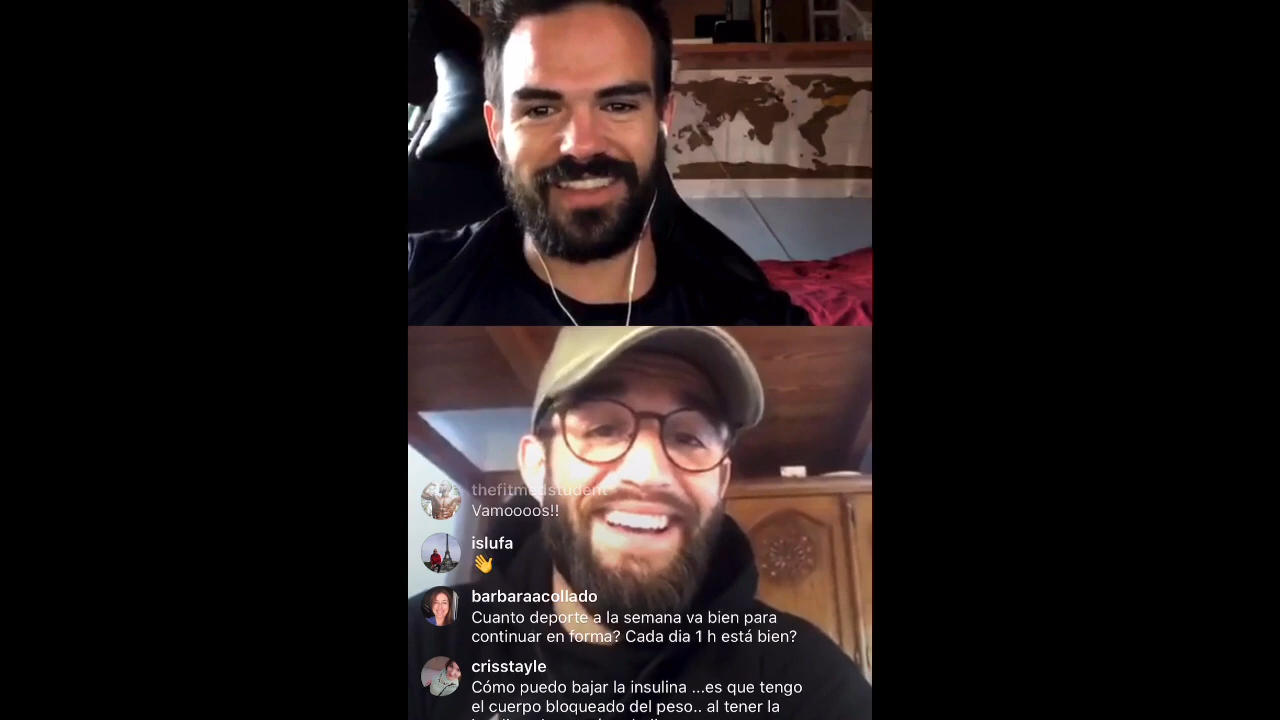 thefitmedstudent
Vamoooos!!
islufa
👋
barbaraacollado
Cuanto deporte a la semana va bien para
continuar en forma? Cada dia 1 h está bien?
crisstayle
Cómo puedo bajar la insulina ...es que tengo
el cuerpo bloqueado del peso.. al tener la